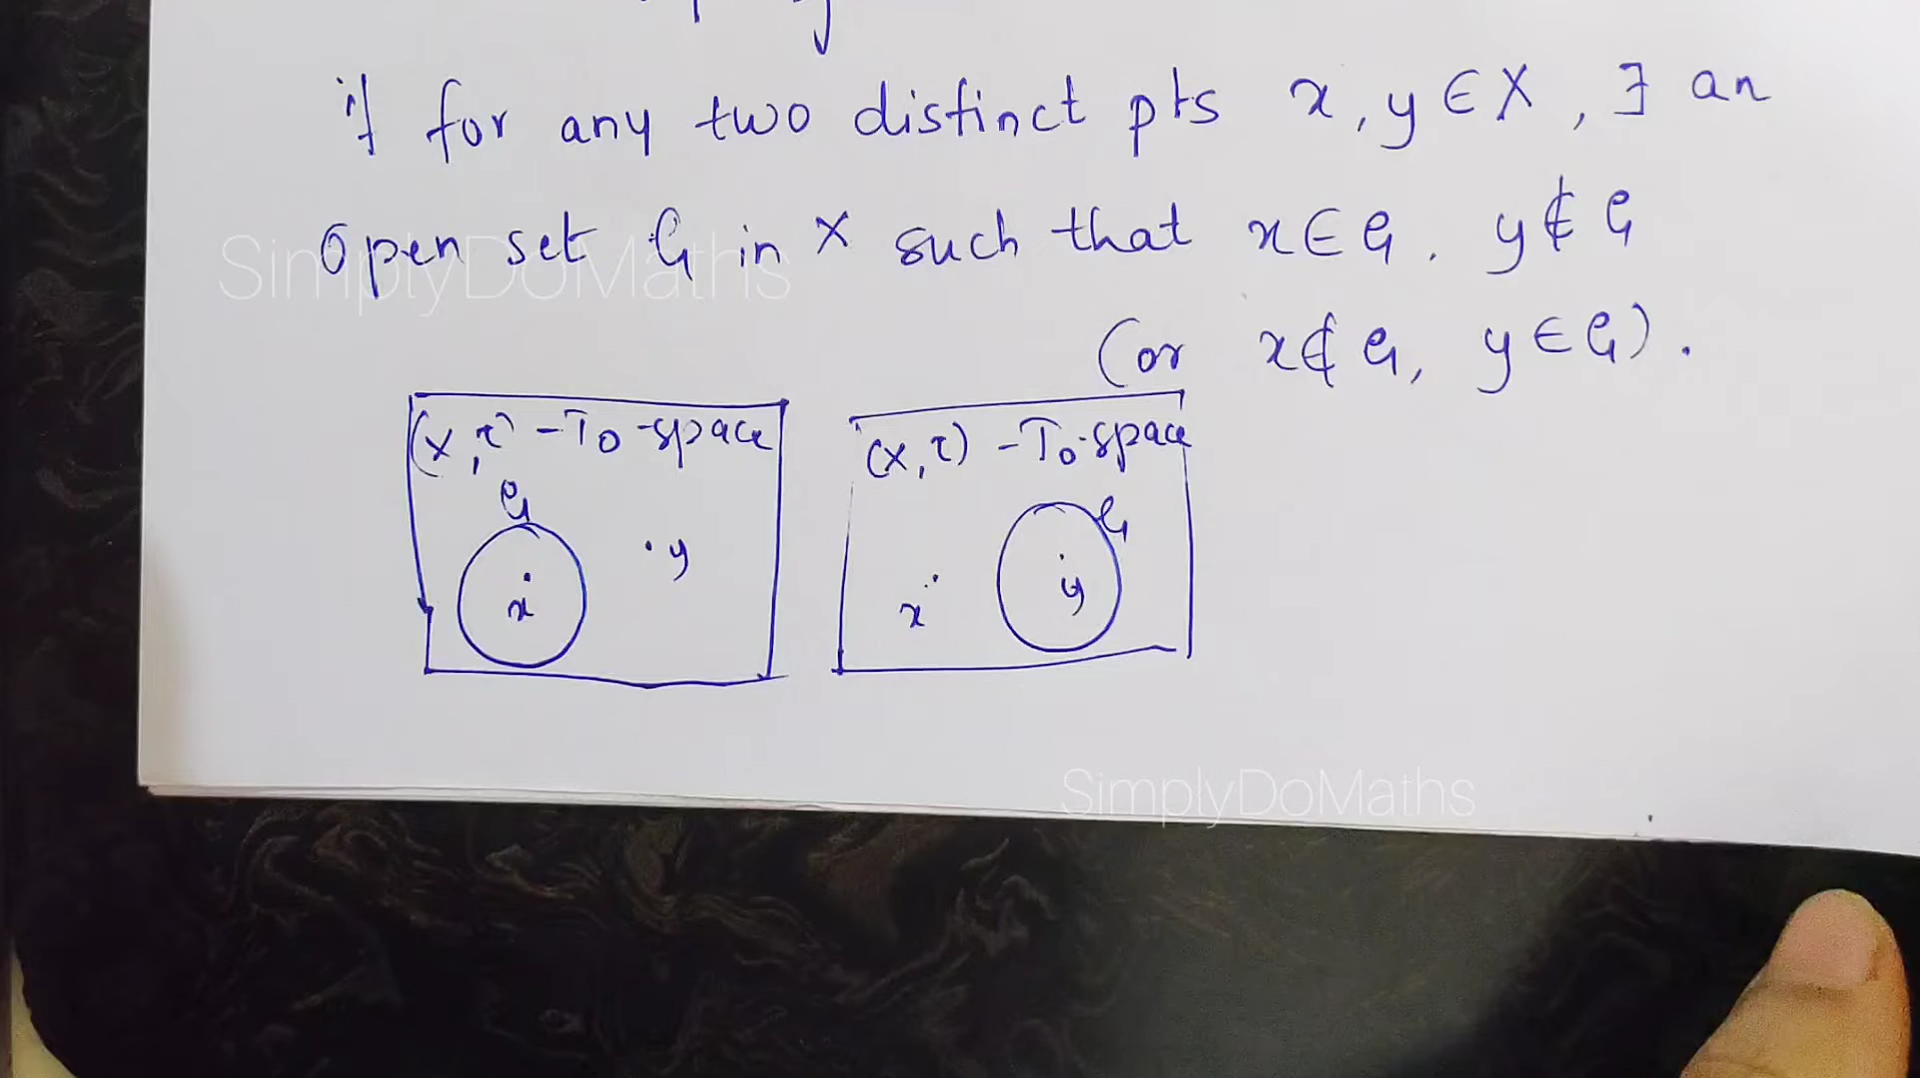 if for any two distinct pts x, y ∈ X, ∃ an
open set G in X such that x ∈ G. y ∉ G
(or x ∉ G, y ∈ G).
(X, τ) - T₀-space
G
x
y
(X, τ) - T₀-space
G
x
y
SimplyDoMaths
SimplyDoMaths